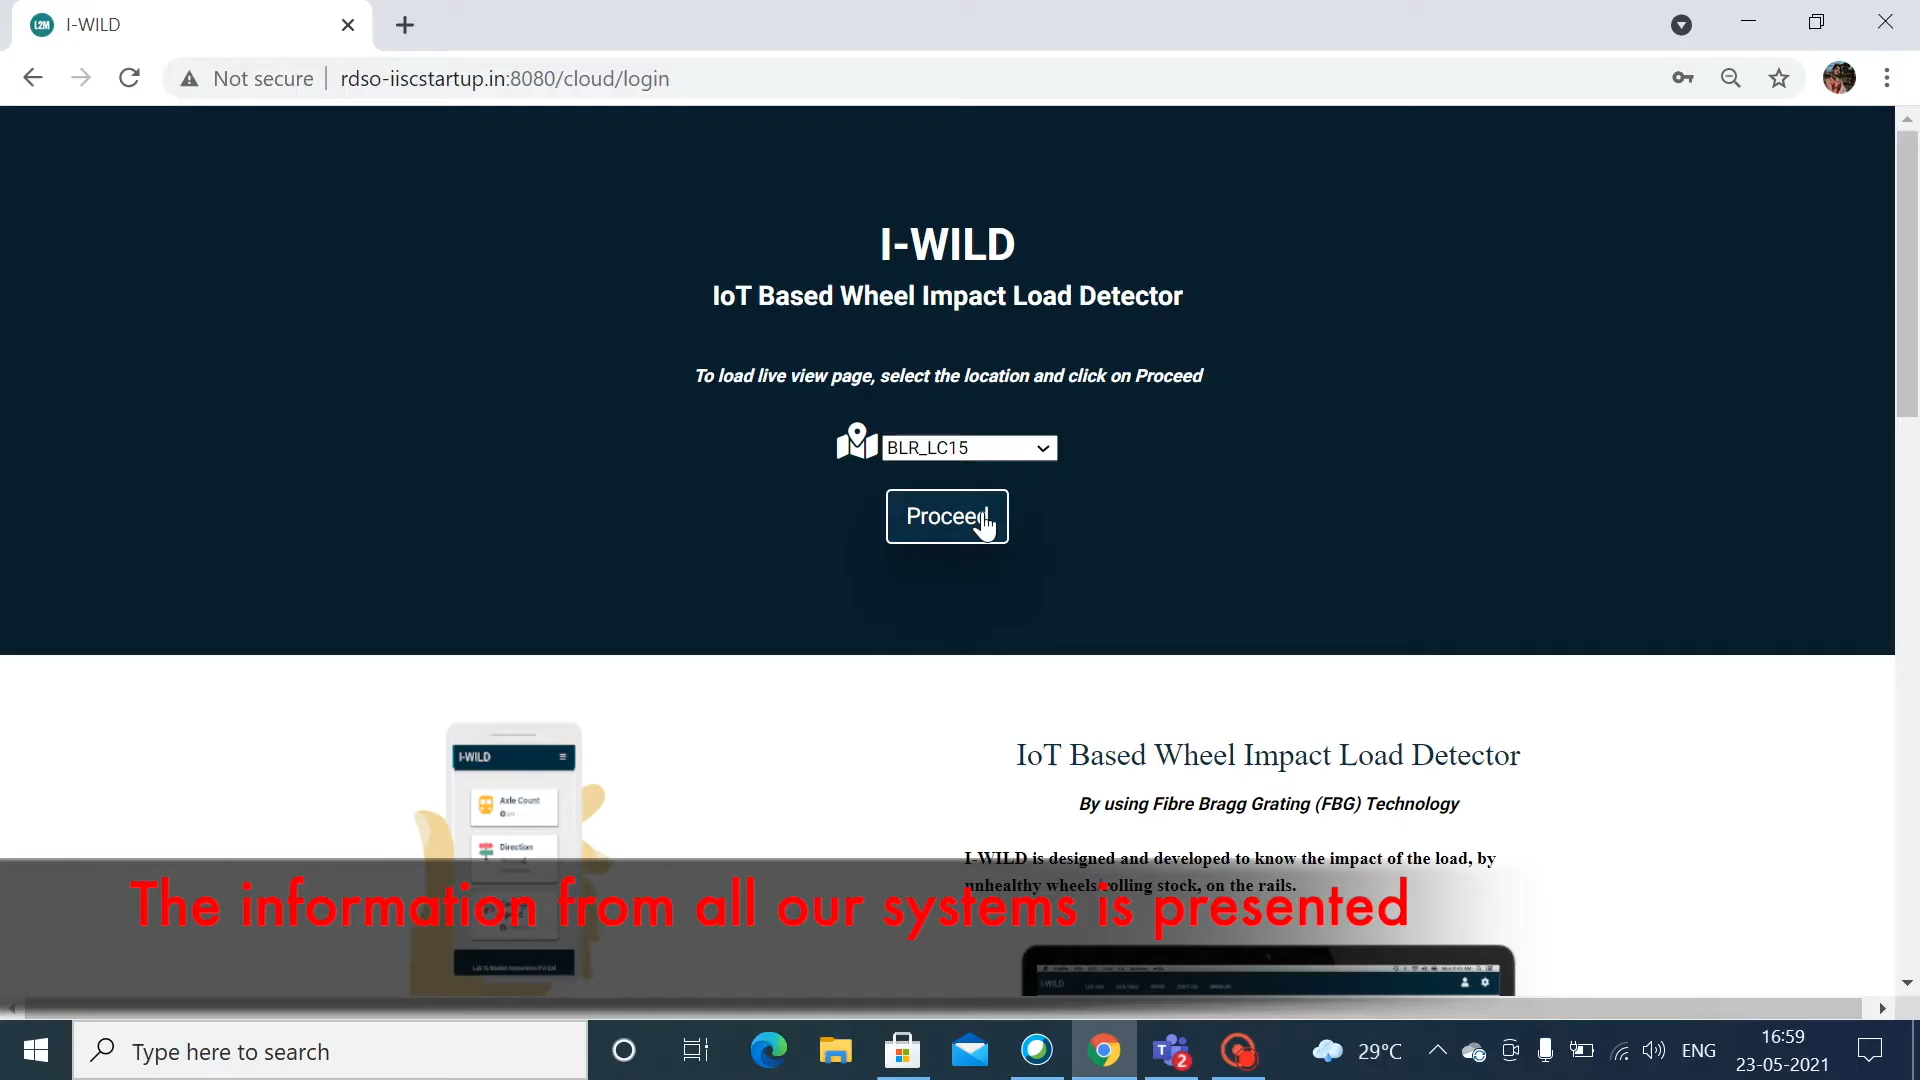 L2M I-WILD
Not secure rdso-iiscstartup.in:8080/cloud/login
I-WILD
IoT Based Wheel Impact Load Detector
To load live view page, select the location and click on Proceed
BLR_LC15
Proceed
I-WILD
Axle Count
Direction
IoT Based Wheel Impact Load Detector
By using Fibre Bragg Grating (FBG) Technology
I-WILD is designed and developed to know the impact of the load, by
unhealthy wheels/rolling stock, on the rails.
The information from all our systems is presented
I-WILD
Type here to search
2
29°C
ENG
16:59
23-05-2021